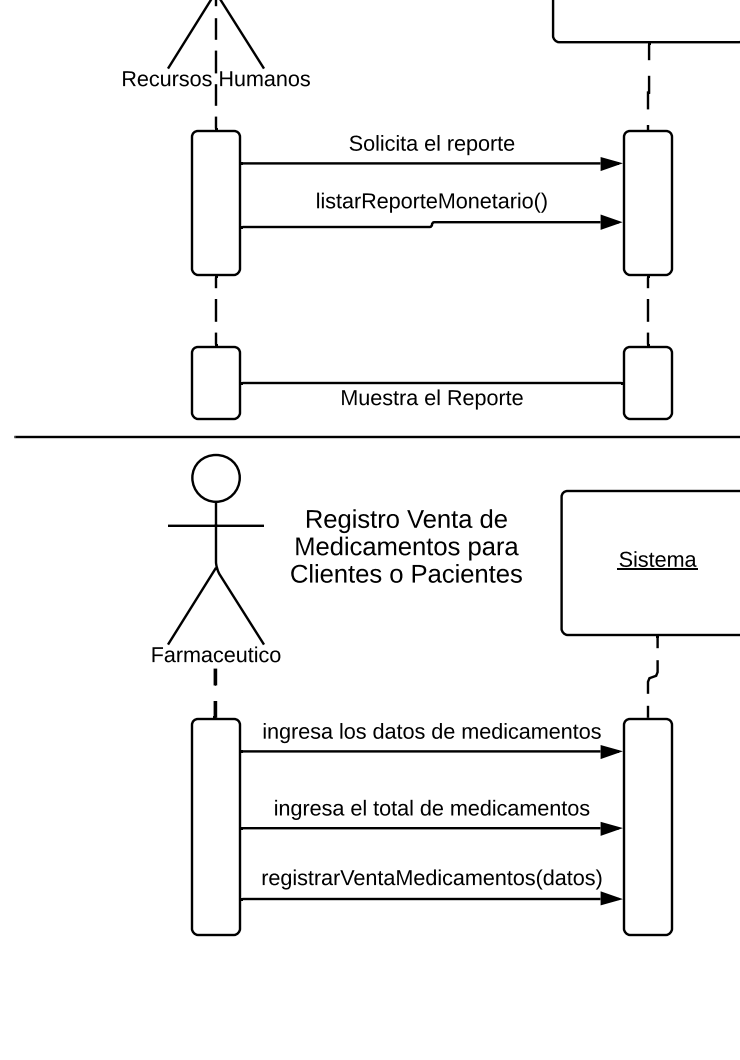 Recursos Humanos
Solicita el reporte
listarReporteMonetario()
Muestra el Reporte
Registro Venta de
Medicamentos para
Clientes o Pacientes
Sistema
Farmaceutico
ingresa los datos de medicamentos
ingresa el total de medicamentos
registrarVentaMedicamentos(datos)